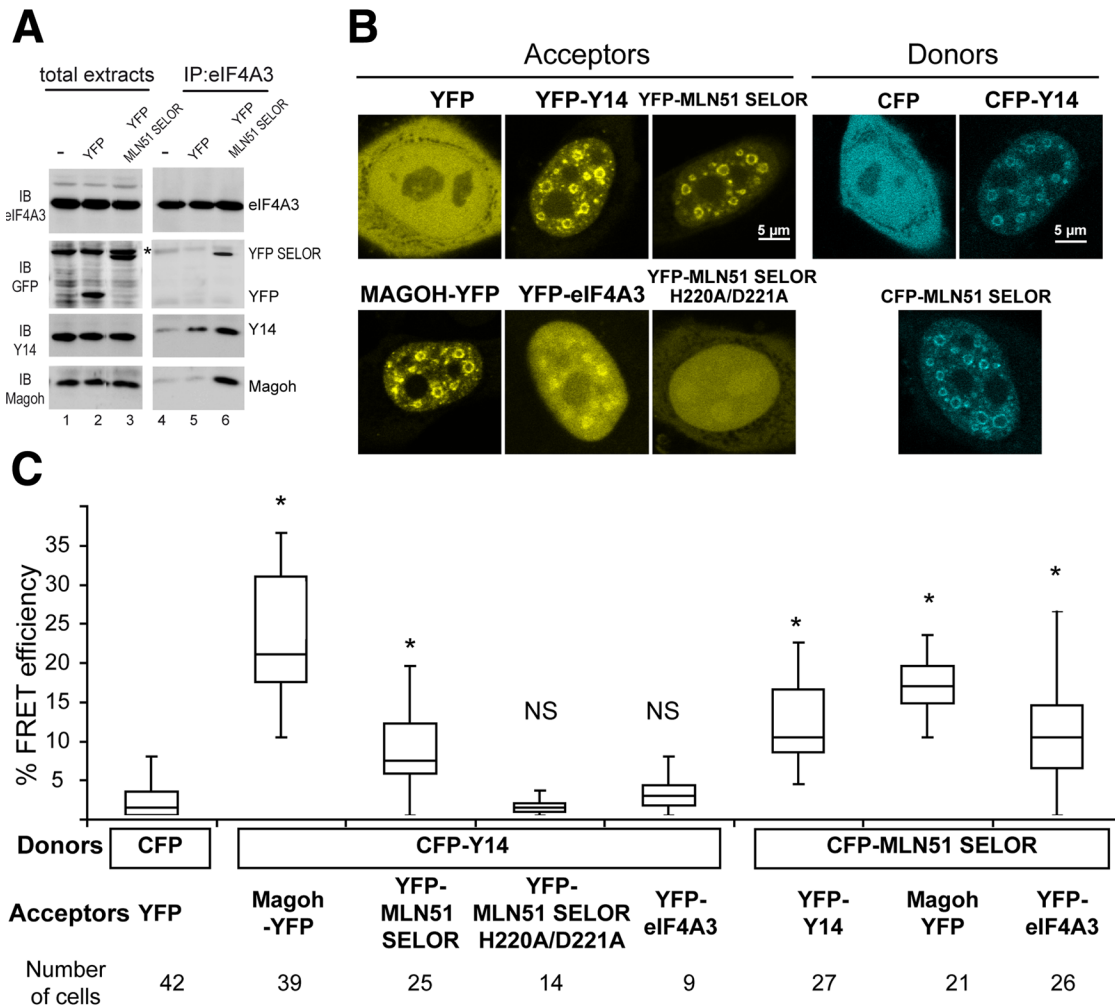 A
total extracts
IP:eIF4A3
- YFP YFP MLN51 SELOR - YFP YFP MLN51 SELOR
IB eIF4A3
eIF4A3
IB GFP
*
YFP SELOR
YFP
IB Y14
Y14
IB Magoh
Magoh
1 2 3 4 5 6
B
Acceptors
Donors
YFP
YFP-Y14
YFP-MLN51 SELOR
CFP
CFP-Y14
5 µm
5 µm
MAGOH-YFP
YFP-eIF4A3
YFP-MLN51 SELOR
H220A/D221A
CFP-MLN51 SELOR
C
% FRET efficiency
35
30
25
20
15
10
5
*
*
NS
NS
*
*
*
Donors
CFP
CFP-Y14
CFP-MLN51 SELOR
Acceptors
YFP
Magoh
-YFP
YFP-
MLN51
SELOR
YFP-
MLN51 SELOR
H220A/D221A
YFP-
eIF4A3
YFP-
Y14
Magoh
YFP
YFP-
eIF4A3
Number
of cells
42 39 25 14 9 27 21 26